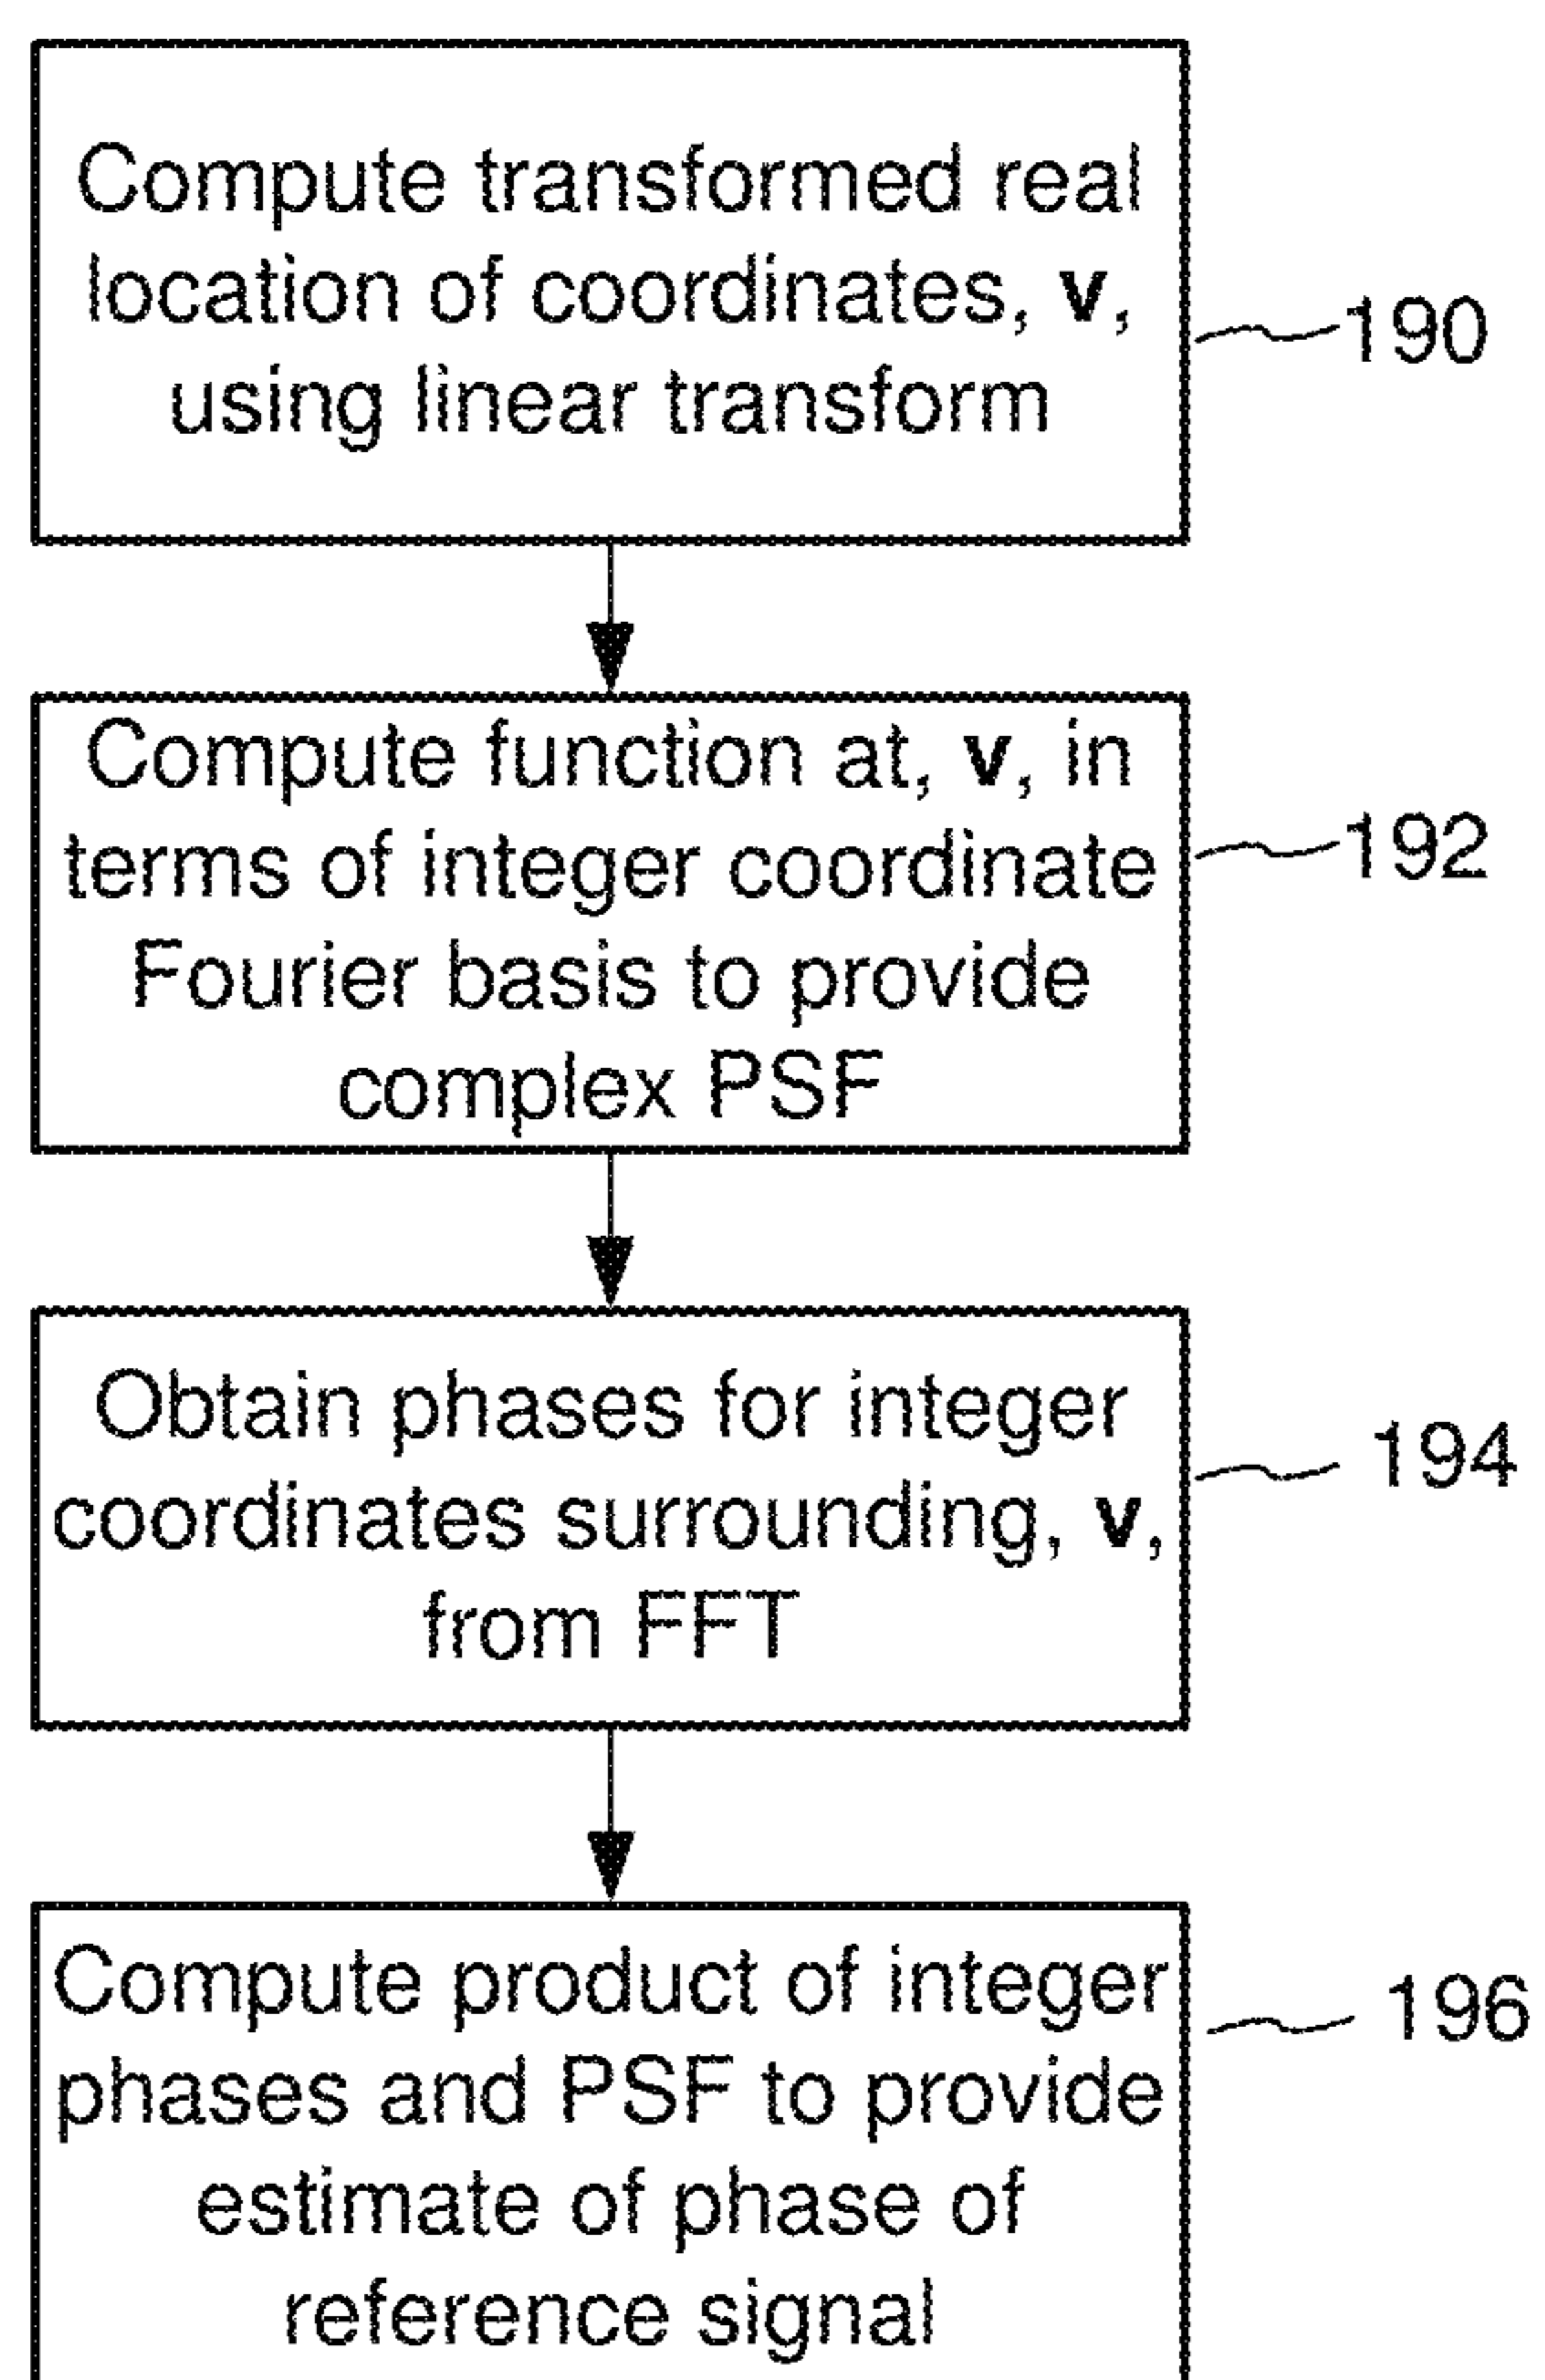 Compute transformed real
location of coordinates, v,
using linear transform
190
Compute function at, v, in
terms of integer coordinate
Fourier basis to provide
complex PSF
192
Obtain phases for integer
coordinates surrounding, v,
from FFT
194
Compute product of integer
phases and PSF to provide
estimate of phase of
reference signal
196